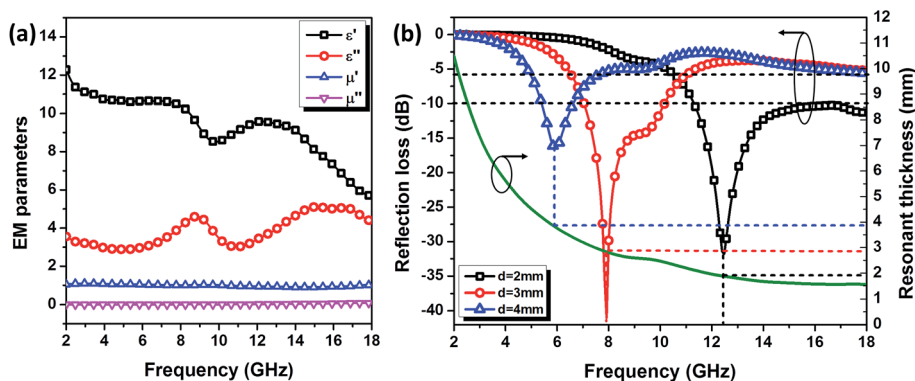 (a)
EM parameters
14
12
10
8
6
4
2
0
ε'
ε''
μ'
μ''
2 4 6 8 10 12 14 16 18
Frequency (GHz)
(b)
Reflection loss (dB)
0
-5
-10
-15
-20
-25
-30
-35
-40
d=2mm
d=3mm
d=4mm
2 4 6 8 10 12 14 16 18
Frequency (GHz)
12
11
10
9
8
7
6
5
4
3
2
1
0
Resonant thickness (mm)